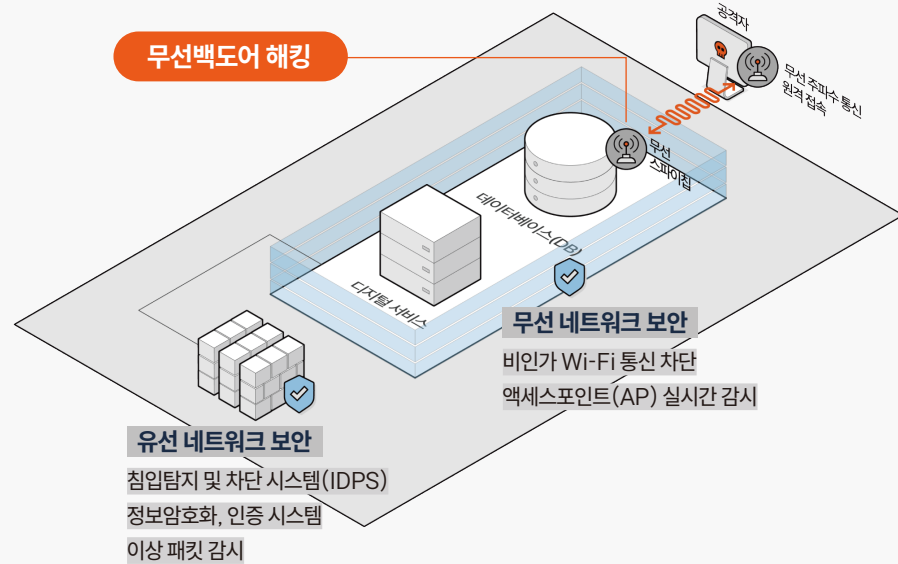 공격자
무선백도어 해킹
무선 주파수 통신
원격 접속
무선
스파이칩
데이터베이스(DB)
디지털 서비스
무선 네트워크 보안
비인가 Wi-Fi 통신 차단
액세스포인트(AP) 실시간 감시
유선 네트워크 보안
침입탐지 및 차단 시스템(IDPS)
정보암호화, 인증 시스템
이상 패킷 감시